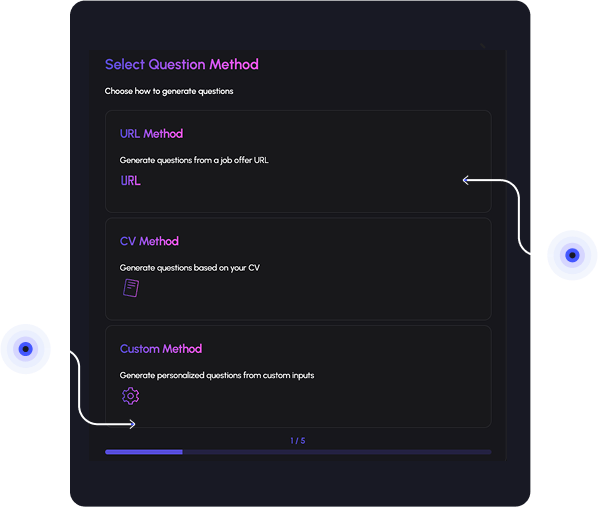 Select Question Method
Choose how to generate questions
URL Method
Generate questions from a job offer URL
URL
CV Method
Generate questions based on your CV
Custom Method
Generate personalized questions from custom inputs
1 / 5